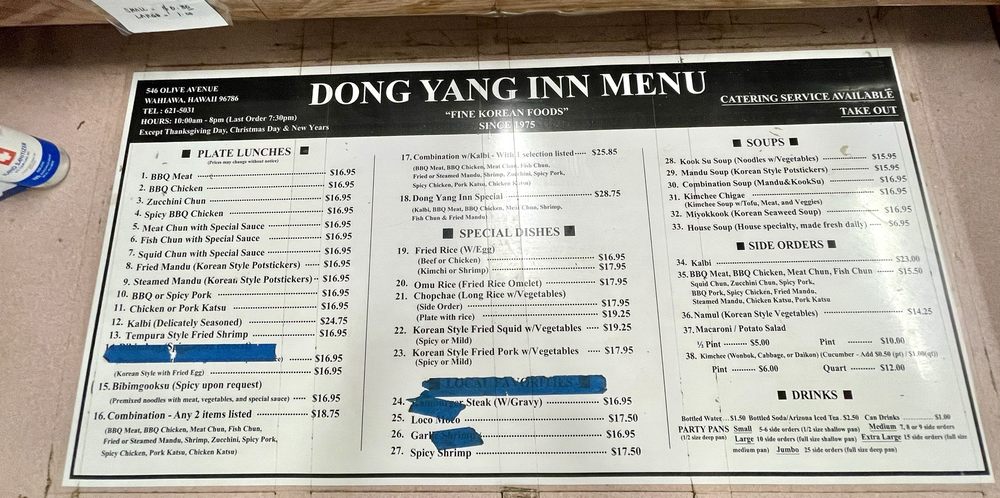 SMALL = $0.80
LARGE = 1.00
546 OLIVE AVENUE
WAHIAWA, HAWAII 96786
TEL : 621-5031
HOURS: 10:00am - 8pm (Last Order 7:30pm)
Except Thanksgiving Day, Christmas Day & New Years
DONG YANG INN MENU
“FINE KOREAN FOODS”
SINCE 1975
CATERING SERVICE AVAILABLE
TAKE OUT
PLATE LUNCHES
(Prices may change without notice)
1. BBQ Meat $16.95
2. BBQ Chicken $16.95
3. Zucchini Chun $16.95
4. Spicy BBQ Chicken $16.95
5. Meat Chun with Special Sauce $16.95
6. Fish Chun with Special Sauce $16.95
7. Squid Chun with Special Sauce $16.95
8. Fried Mandu (Korean Style Potstickers) $16.95
9. Steamed Mandu (Korean Style Potstickers) $16.95
10. BBQ or Spicy Pork $16.95
11. Chicken or Pork Katsu $16.95
12. Kalbi (Delicately Seasoned) $24.75
13. Tempura Style Fried Shrimp $16.95
$16.95
(Korean Style with Fried Egg) $16.95
15. Bibimgooksu (Spicy upon request)
(Premixed noodles with meat, vegetables, and special sauce) $16.95
16. Combination - Any 2 items listed $18.75
(BBQ Meat, BBQ Chicken, Meat Chun, Fish Chun,
Fried or Steamed Mandu, Shrimp, Zucchini, Spicy Pork,
Spicy Chicken, Pork Katsu, Chicken Katsu)
17. Combination w/Kalbi - With 1 selection listed $25.85
(BBQ Meat, BBQ Chicken, Meat Chun, Fish Chun,
Fried or Steamed Mandu, Shrimp, Zucchini, Spicy Pork,
Spicy Chicken, Pork Katsu, Chicken Katsu)
18. Dong Yang Inn Special $28.75
(Kalbi, BBQ Meat, BBQ Chicken, Meat Chun, Shrimp,
Fish Chun & Fried Mandu)
SPECIAL DISHES
19. Fried Rice (W/Egg)
(Beef or Chicken) $16.95
(Kimchi or Shrimp) $17.95
20. Omu Rice (Fried Rice Omelet) $17.95
21. Chopchae (Long Rice w/Vegetables)
(Side Order) $17.95
(Plate with rice) $19.25
22. Korean Style Fried Squid w/Vegetables $19.25
(Spicy or Mild)
23. Korean Style Fried Pork w/Vegetables $17.95
(Spicy or Mild)
LOCAL FAVORITIES
24. Hamburger Steak (W/Gravy) $16.95
25. Loco Moco $17.50
26. Garlic Shrimp $16.95
27. Spicy Shrimp $17.50
SOUPS
28. Kook Su Soup (Noodles w/Vegetables) $15.95
29. Mandu Soup (Korean Style Potstickers) $15.95
30. Combination Soup (Mandu&KookSu) $16.95
31. Kimchee Chigae $16.95
(Kimchee Soup w/Tofu, Meat, and Veggies)
32. Miyokkook (Korean Seaweed Soup) $16.95
33. House Soup (House specialty, made fresh daily) $6.95
SIDE ORDERS
34. Kalbi $23.00
35. BBQ Meat, BBQ Chicken, Meat Chun, Fish Chun $15.50
Squid Chun, Zucchini Chun, Spicy Pork,
BBQ Pork, Spicy Chicken, Fried Mandu,
Steamed Mandu, Chicken Katsu, Pork Katsu
36. Namul (Korean Style Vegetables) $14.25
37. Macaroni / Potato Salad
½ Pint $5.00 Pint $10.00
38. Kimchee (Wonbok, Cabbage, or Daikon) (Cucumber - Add $0.50 (pt) / $1.00(qt))
Pint $6.00 Quart $12.00
DRINKS
Bottled Water $1.50 Bottled Soda/Arizona Iced Tea $2.50 Can Drinks $1.00
PARTY PANS Small 5-6 side orders (1/2 size shallow pan) Medium 7, 8 or 9 side orders
(1/2 size deep pan) Large 10 side orders (full size shallow pan) Extra Large 15 side orders (full size
medium pan) Jumbo 25 side orders (full size deep pan)